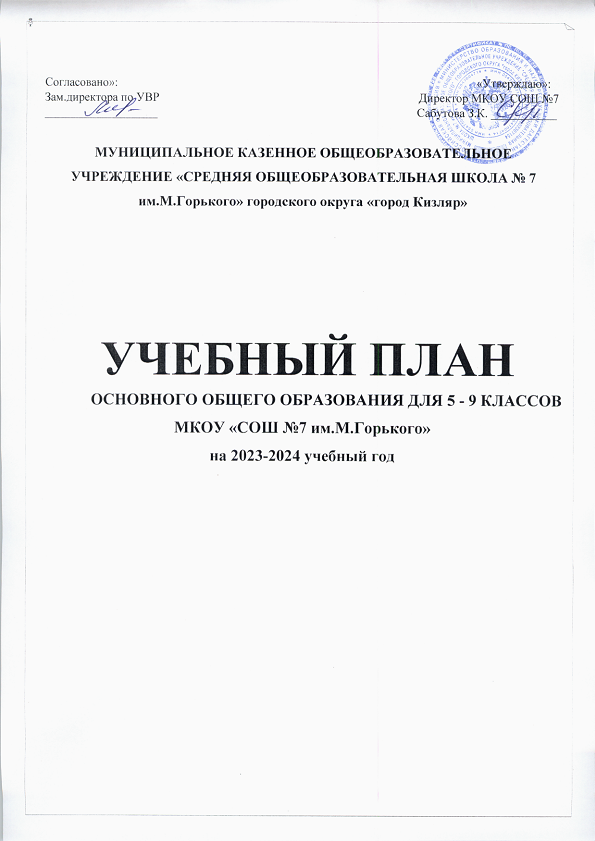 Согласовано»:
«Утверждаю»:
Зам.директора по УВР
Директор МКОУ СОШ №7
Сабутова З.К.
МУНИЦИПАЛЬНОЕ КАЗЕННОЕ ОБЩЕОБРАЗОВАТЕЛЬНОЕ
УЧРЕЖДЕНИЕ «СРЕДНЯЯ ОБЩЕОБРАЗОВАТЕЛЬНАЯ ШКОЛА № 7
им.М.Горького» городского округа «город Кизляр»
УЧЕБНЫЙ ПЛАН
ОСНОВНОГО ОБЩЕГО ОБРАЗОВАНИЯ ДЛЯ 5 - 9 КЛАССОВ
МКОУ «СОШ №7 им.М.Горького»
на 2023-2024 учебный год